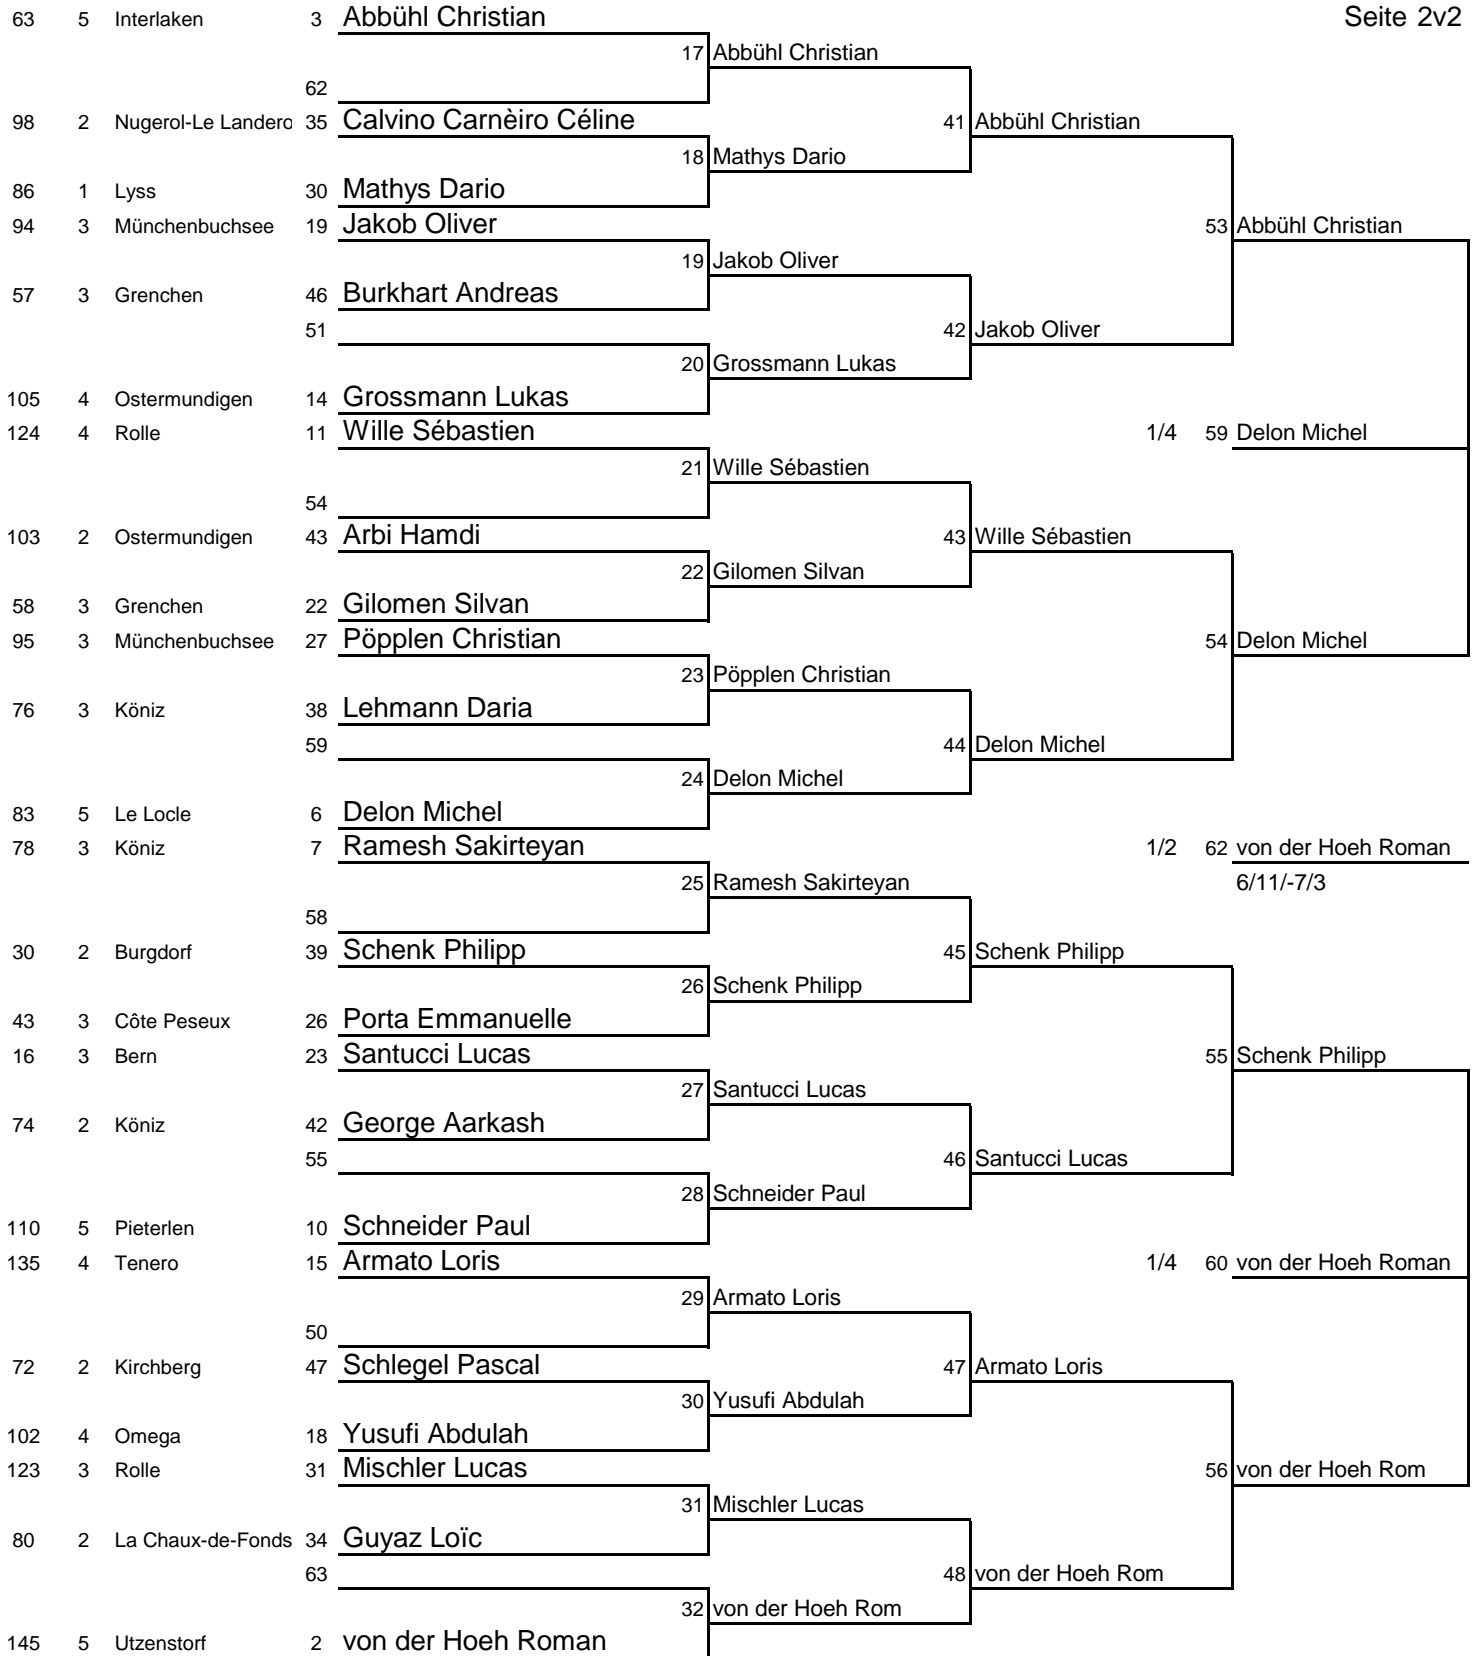 63 5 Interlaken 3 Abbühl Christian Seite 2v2
17 Abbühl Christian
62
98 2 Nugerol-Le Landero 35 Calvino Carnèiro Céline 41 Abbühl Christian
18 Mathys Dario
86 1 Lyss 30 Mathys Dario
94 3 Münchenbuchsee 19 Jakob Oliver 53 Abbühl Christian
19 Jakob Oliver
57 3 Grenchen 46 Burkhart Andreas
51 42 Jakob Oliver
20 Grossmann Lukas
105 4 Ostermundigen 14 Grossmann Lukas
124 4 Rolle 11 Wille Sébastien 1/4 59 Delon Michel
21 Wille Sébastien
54
103 2 Ostermundigen 43 Arbi Hamdi 43 Wille Sébastien
22 Gilomen Silvan
58 3 Grenchen 22 Gilomen Silvan
95 3 Münchenbuchsee 27 Pöpplen Christian 54 Delon Michel
23 Pöpplen Christian
76 3 Köniz 38 Lehmann Daria
59 44 Delon Michel
24 Delon Michel
83 5 Le Locle 6 Delon Michel
78 3 Köniz 7 Ramesh Sakirteyan 1/2 62 von der Hoeh Roman
25 Ramesh Sakirteyan 6/11/-7/3
58
30 2 Burgdorf 39 Schenk Philipp 45 Schenk Philipp
26 Schenk Philipp
43 3 Côte Peseux 26 Porta Emmanuelle
16 3 Bern 23 Santucci Lucas 55 Schenk Philipp
27 Santucci Lucas
74 2 Köniz 42 George Aarkash
55 46 Santucci Lucas
28 Schneider Paul
110 5 Pieterlen 10 Schneider Paul
135 4 Tenero 15 Armato Loris 1/4 60 von der Hoeh Roman
29 Armato Loris
50
72 2 Kirchberg 47 Schlegel Pascal 47 Armato Loris
30 Yusufi Abdulah
102 4 Omega 18 Yusufi Abdulah
123 3 Rolle 31 Mischler Lucas 56 von der Hoeh Rom
31 Mischler Lucas
80 2 La Chaux-de-Fonds 34 Guyaz Loïc
63 48 von der Hoeh Rom
32 von der Hoeh Rom
145 5 Utzenstorf 2 von der Hoeh Roman